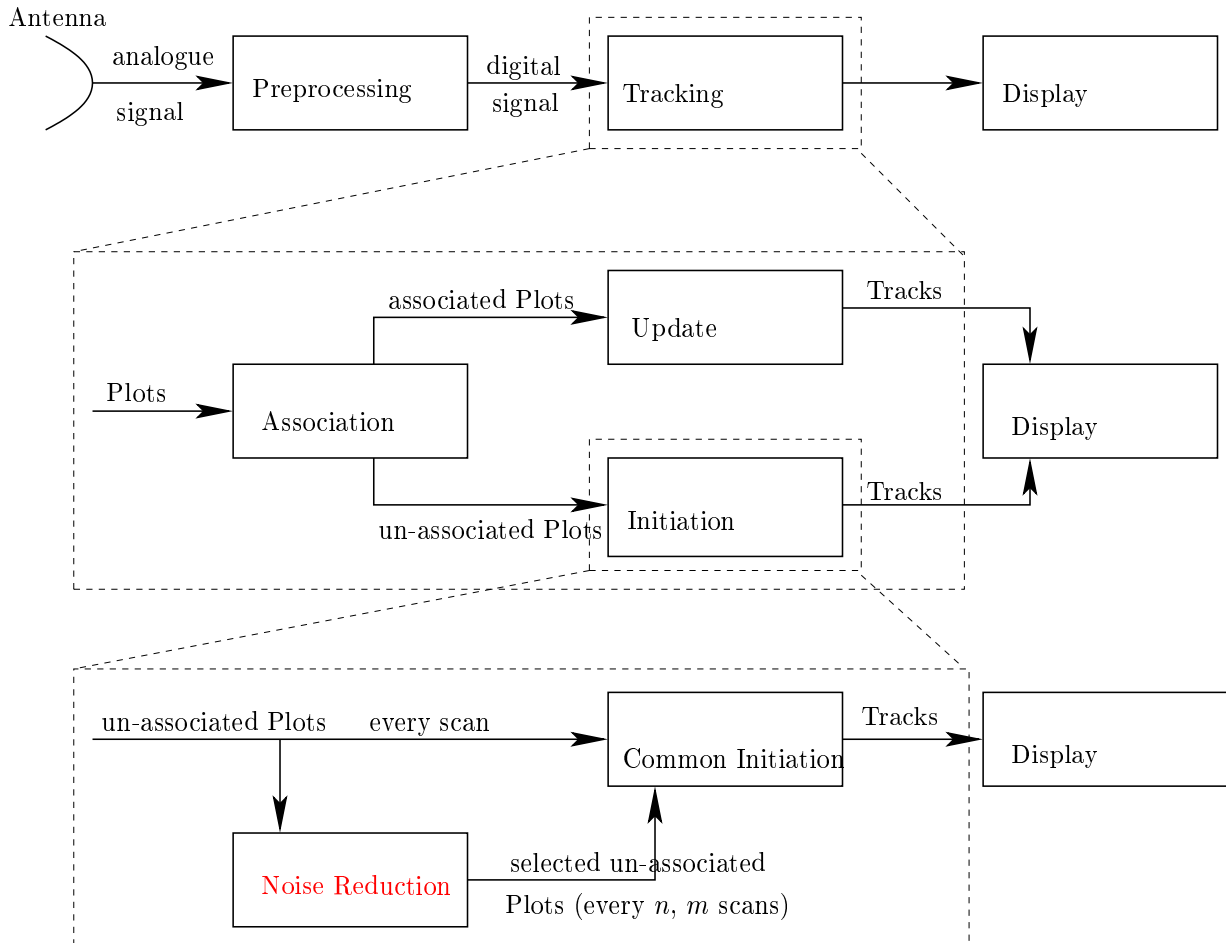 Antenna
analogue
signal
Preprocessing
digital
signal
Tracking
Display
associated Plots
Update
Tracks
Plots
Association
Display
un-associated Plots
Initiation
Tracks
un-associated Plots
every scan
Common Initiation
Tracks
Display
Noise Reduction
selected un-associated
Plots (every n, m scans)